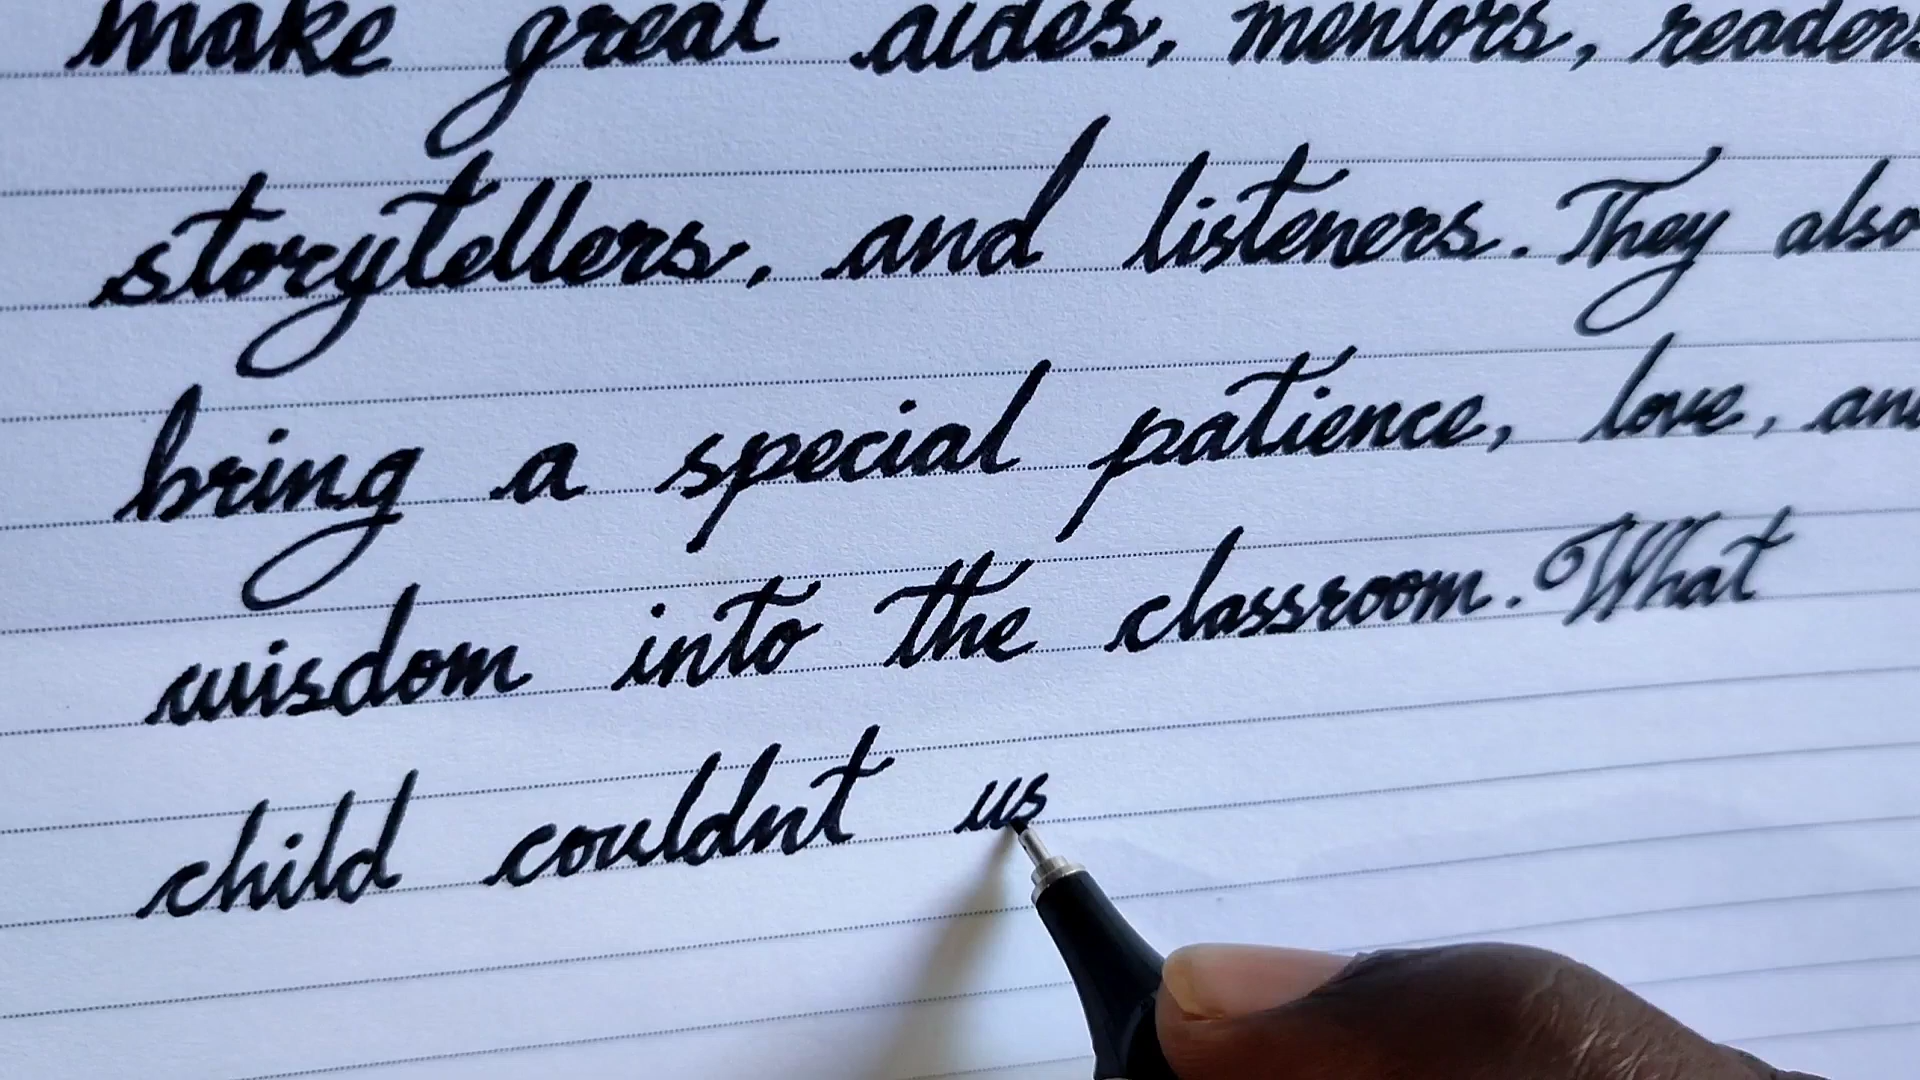 make great aides, mentors, readers
storytellers, and listeners. They also
bring a special patience, love, and
wisdom into the classroom. What
child couldnt us